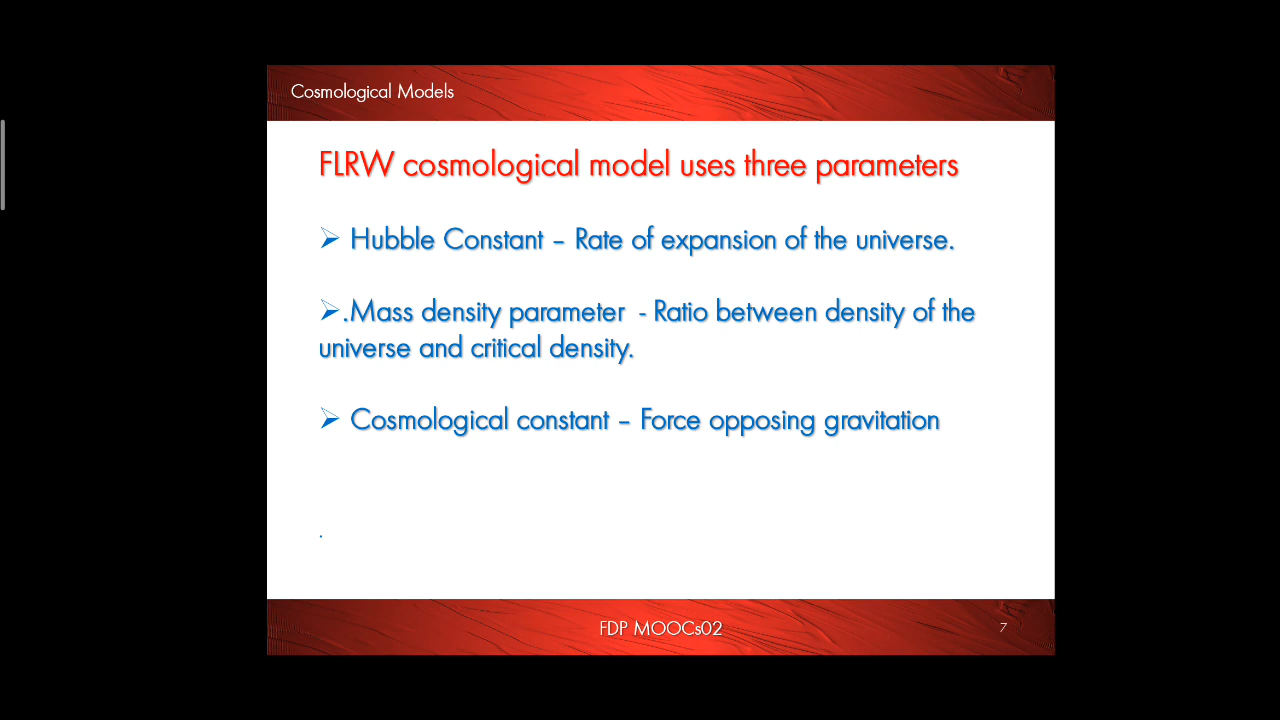 Cosmological Models
FLRW cosmological model uses three parameters
➢ Hubble Constant – Rate of expansion of the universe.
➢.Mass density parameter  - Ratio between density of the
universe and critical density.
➢ Cosmological constant – Force opposing gravitation
.
FDP MOOCs02
7